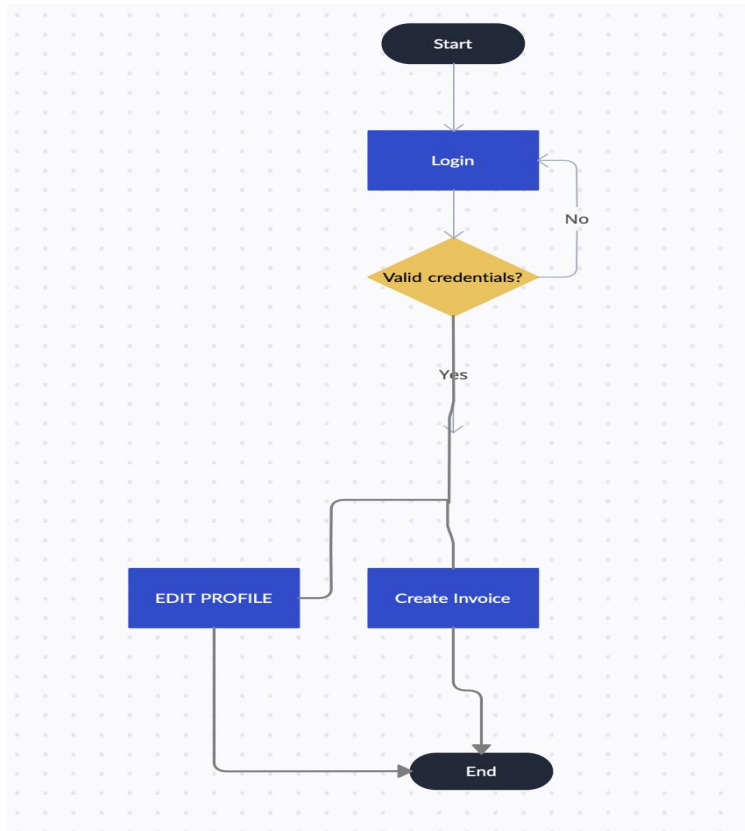 Start
Login
No
Valid credentials?
Yes
EDIT PROFILE
Create Invoice
End